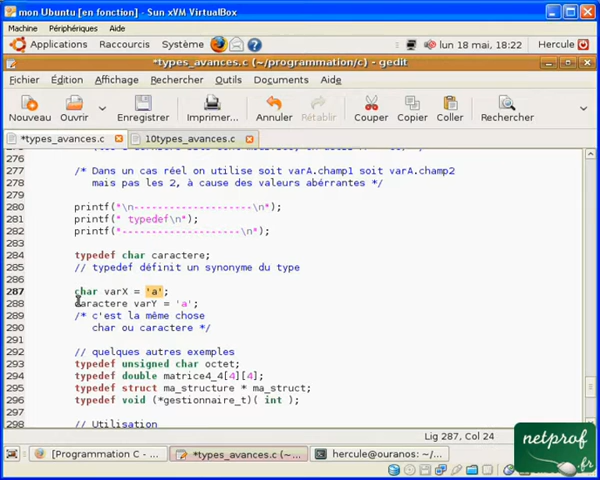 mon Ubuntu [en fonction] - Sun xVM VirtualBox
Machine Périphériques Aide
Applications Raccourcis Système lun 18 mai, 18:22 Hercule
*types_avances.c (~/programmation/c) - gedit
Fichier Édition Affichage Rechercher Outils Documents Aide
Nouveau Ouvrir Enregistrer Imprimer... Annuler Rétablir Couper Copier Coller Rechercher
*types_avances.c 10types_avances.c
276
277 /* Dans un cas réel on utilise soit varA.champ1 soit varA.champ2
278 mais pas les 2, à cause des valeurs abérrantes */
279
280 printf("\n--------------------\n");
281 printf(" typedef\n");
282 printf("--------------------\n");
283
284 typedef char caractere;
285 // typedef définit un synonyme du type
286
287 char varX = 'a';
288 caractere varY = 'a';
289 /* c'est la même chose
290 char ou caractere */
291
292 // quelques autres exemples
293 typedef unsigned char octet;
294 typedef double matrice4_4[4][4];
295 typedef struct ma_structure * ma_struct;
296 typedef void (*gestionnaire_t)( int );
297
298 // Utilisation
Lig 287, Col 24
netprof
.fr
[Programmation C - ... *types_avances.c (~... hercule@ouranos: ~/...